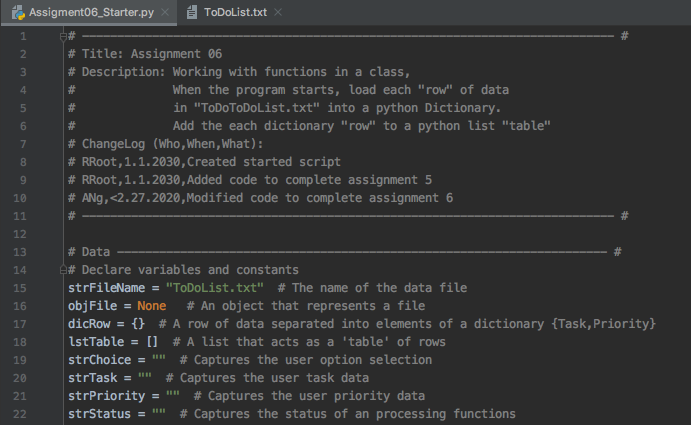 Assigment06_Starter.py × ToDoList.txt ×
1 # ------------------------------------------------------------------------ #
2 # Title: Assignment 06
3 # Description: Working with functions in a class,
4 # When the program starts, load each "row" of data
5 # in "ToDoToDoList.txt" into a python Dictionary.
6 # Add the each dictionary "row" to a python list "table"
7 # ChangeLog (Who,When,What):
8 # RRoot,1.1.2030,Created started script
9 # RRoot,1.1.2030,Added code to complete assignment 5
10 # ANg,<2.27.2020,Modified code to complete assignment 6
11 # ------------------------------------------------------------------------ #
12
13 # Data ------------------------------------------------------------------- #
14 # Declare variables and constants
15 strFileName = "ToDoList.txt" # The name of the data file
16 objFile = None # An object that represents a file
17 dicRow = {} # A row of data separated into elements of a dictionary {Task,Priority}
18 lstTable = [] # A list that acts as a 'table' of rows
19 strChoice = "" # Captures the user option selection
20 strTask = "" # Captures the user task data
21 strPriority = "" # Captures the user priority data
22 strStatus = "" # Captures the status of an processing functions